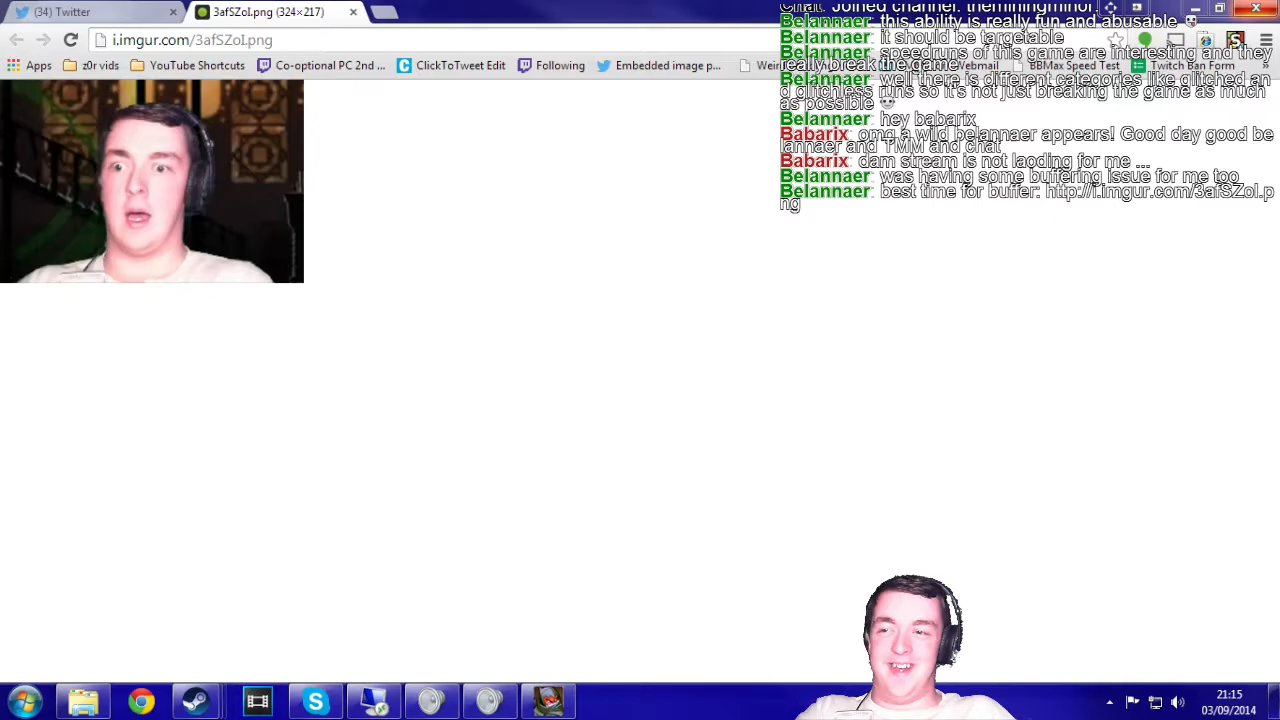 (34) Twitter
3afSZoI.png (324×217)
Chat: Joined channel: theminingminor.
i.imgur.com/3afSZoI.png
Apps
10r vids
YouTube Shortcuts
Co-optional PC 2nd ...
ClickToTweet Edit
Following
Embedded image p...
BBMax Speed Test
Twitch Ban Form
Belannaer: this ability is really fun and abusable
Belannaer: it should be targetable
Belannaer: speedruns of this game are interesting and they
really break the game
Belannaer: well there is different categories like glitched an
d glitchless runs so it's not just breaking the game as much
as possible
Belannaer: hey babarix
Babarix: omg a wild belannaer appears! Good day good be
lannaer and TMM and chat
Babarix: dam stream is not laoding for me ...
Belannaer: was having some buffering issue for me too
Belannaer: best time for buffer: http://i.imgur.com/3afSZoI.p
ng
21:15
03/09/2014